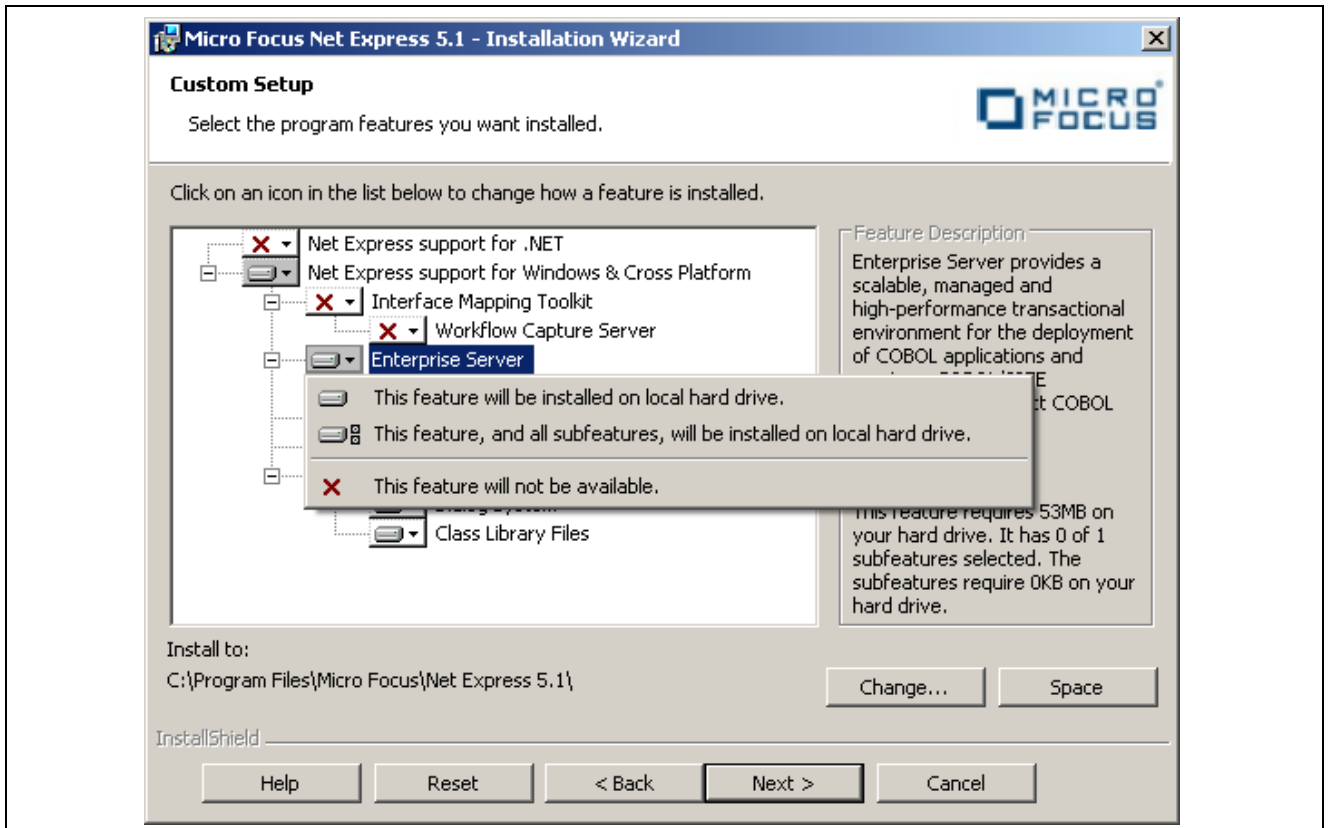 Micro Focus Net Express 5.1 - Installation Wizard
Custom Setup
Select the program features you want installed.
MICRO
FOCUS
Click on an icon in the list below to change how a feature is installed.
Net Express support for .NET
Net Express support for Windows & Cross Platform
Interface Mapping Toolkit
Workflow Capture Server
Enterprise Server
This feature will be installed on local hard drive.
This feature, and all subfeatures, will be installed on local hard drive.
This feature will not be available.
Class Library Files
Feature Description
Enterprise Server provides a
scalable, managed and
high-performance transactional
environment for the deployment
of COBOL applications and
COBOL
This feature requires 53MB on
your hard drive. It has 0 of 1
subfeatures selected. The
subfeatures require 0KB on your
hard drive.
Install to:
C:\Program Files\Micro Focus\Net Express 5.1\
Change...
Space
InstallShield
Help
Reset
< Back
Next >
Cancel